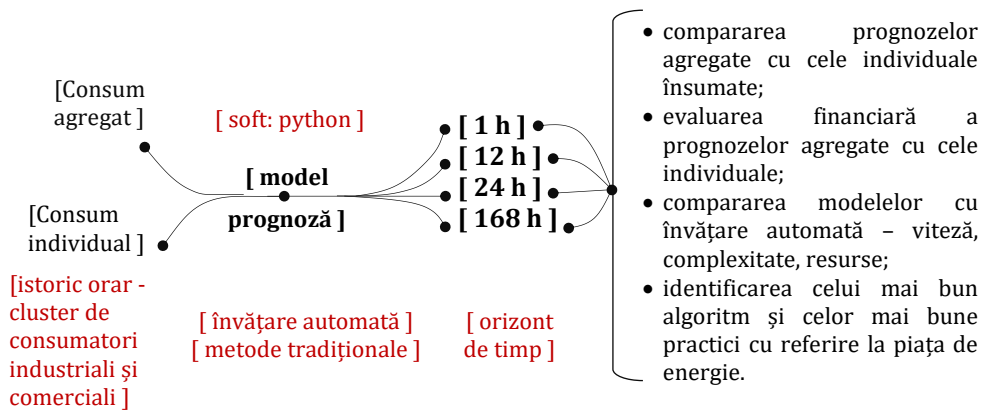 [Consum
agregat ]
[Consum
individual ]
[istoric orar -
cluster de
consumatori
industriali și
comerciali ]
[ soft: python ]
[ model
prognoză ]
[ învățare automată ]
[ metode tradiționale ]
[ 1 h ]
[ 12 h ]
[ 24 h ]
[ 168 h ]
[ orizont
de timp ]
• compararea prognozelor
agregate cu cele individuale
însumate;
• evaluarea financiară a
prognozelor agregate cu cele
individuale;
• compararea modelelor cu
învățare automată – viteză,
complexitate, resurse;
• identificarea celui mai bun
algoritm și celor mai bune
practici cu referire la piața de
energie.